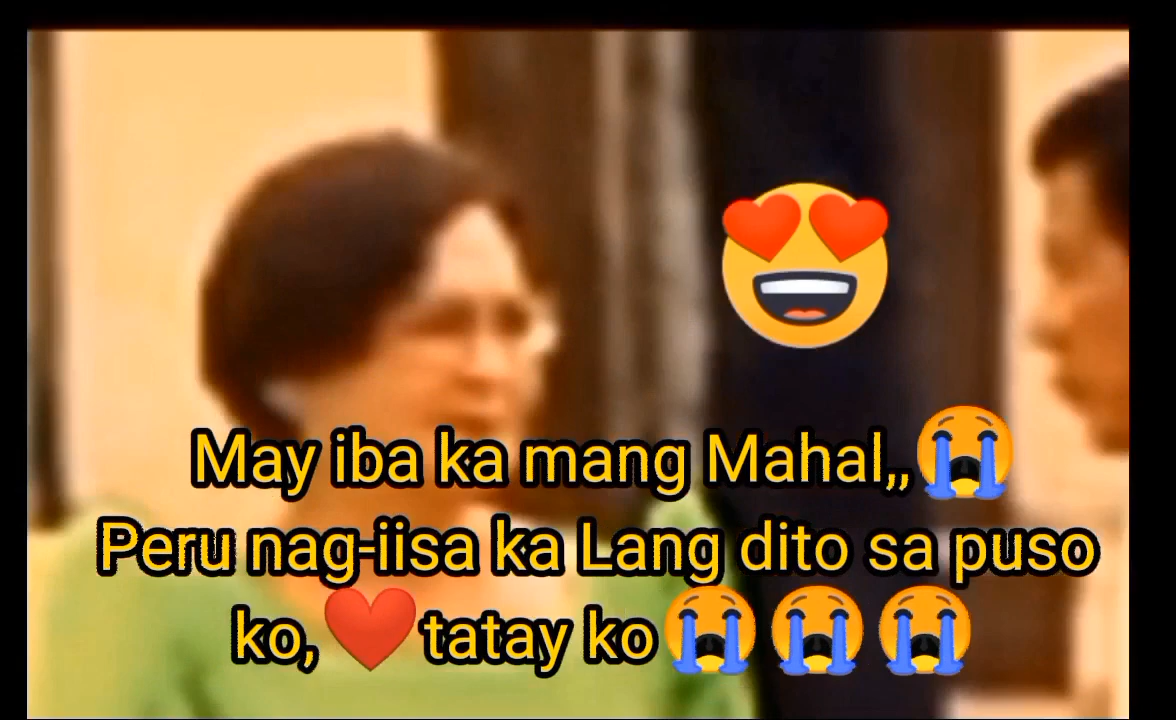 May iba ka mang Mahal,,😭
Peru nag-iisa ka Lang dito sa puso
ko,❤️tatay ko😭😭😭